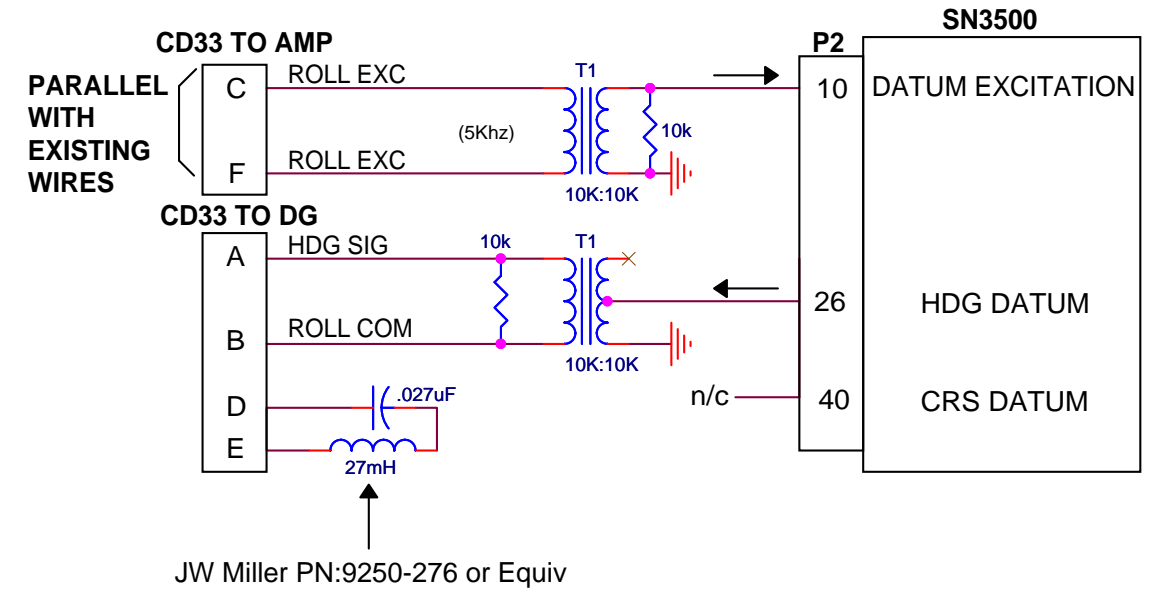 SN3500
CD33 TO AMP
P2
PARALLEL
WITH
EXISTING
WIRES
C
ROLL EXC
T1
10
DATUM EXCITATION
(5Khz)
10k
F
ROLL EXC
10K:10K
CD33 TO DG
A
HDG SIG
10k
T1
26
HDG DATUM
B
ROLL COM
10K:10K
D
.027uF
n/c
40
CRS DATUM
E
27mH
JW Miller PN:9250-276 or Equiv